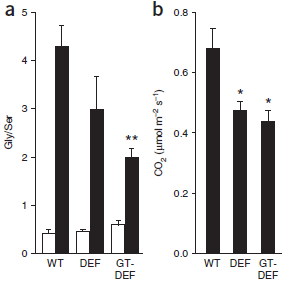 a
5
4
3
2
1
0
Gly/Ser
**
WT DEF GT-
DEF
b
0.8
0.6
0.4
0.2
0.0
CO2 (μmol m−2 s−1)
*
*
WT DEF GT-
DEF